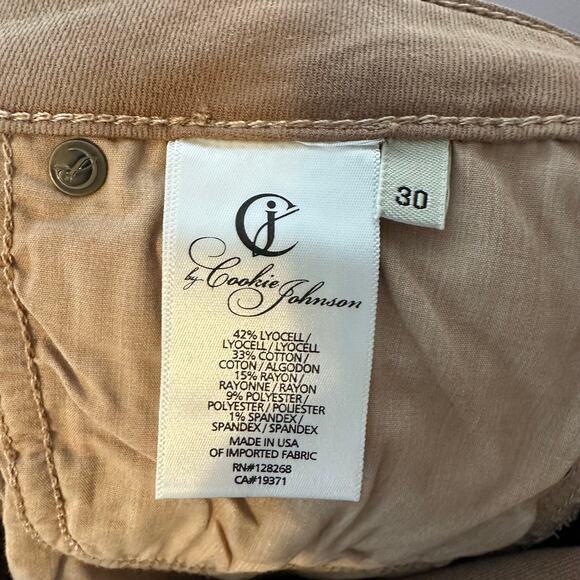 CJ
30
by Cookie Johnson
42% LYOCELL/
LYOCELL/LYOCELL
33% COTTON/
COTON/ALGODON
15% RAYON/
RAYONNE/RAYON
9% POLYESTER/
POLYESTER/POLIESTER
1% SPANDEX/
SPANDEX/SPANDEX
MADE IN USA
OF IMPORTED FABRIC
RN#128268
CA#19371